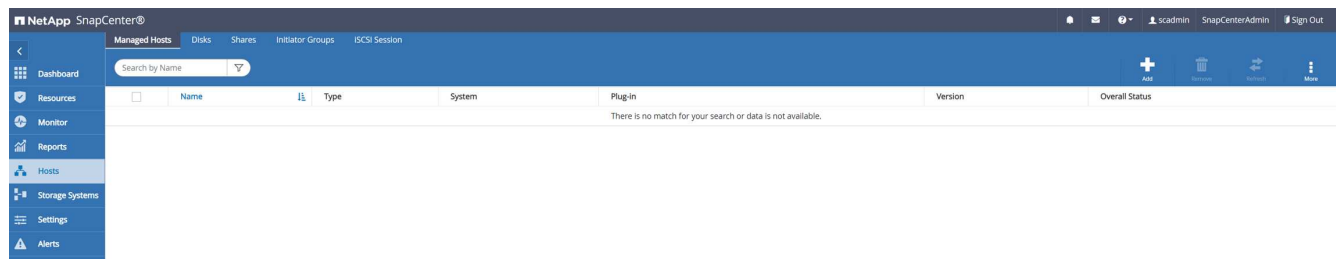 NetApp SnapCenter®
scadmin SnapCenterAdmin Sign Out
Managed Hosts Disks Shares Initiator Groups iSCSI Session
Search by Name
Add Remove Refresh More
Dashboard
Resources
Monitor
Reports
Hosts
Storage Systems
Settings
Alerts
Name Type System Plug-in Version Overall Status
There is no match for your search or data is not available.